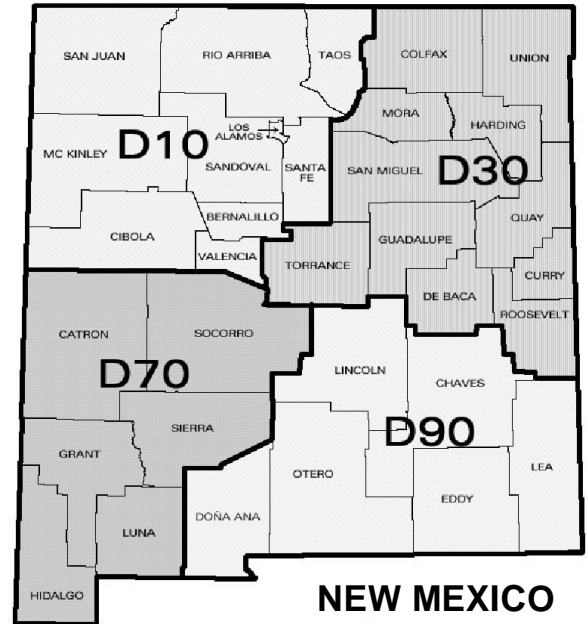 SAN JUAN
RIO ARRIBA
TAOS
COLFAX
UNION
MORA
HARDING
LOS
ALAMOS
MC KINLEY
D10
SANDOVAL
SANTA
FE
SAN MIGUEL
D30
BERNALILLO
QUAY
CIBOLA
VALENCIA
GUADALUPE
TORRANCE
CURRY
DE BACA
ROOSEVELT
CATRON
SOCORRO
D70
LINCOLN
CHAVES
SIERRA
D90
GRANT
OTERO
LEA
EDDY
DOÑA ANA
LUNA
HIDALGO
NEW MEXICO